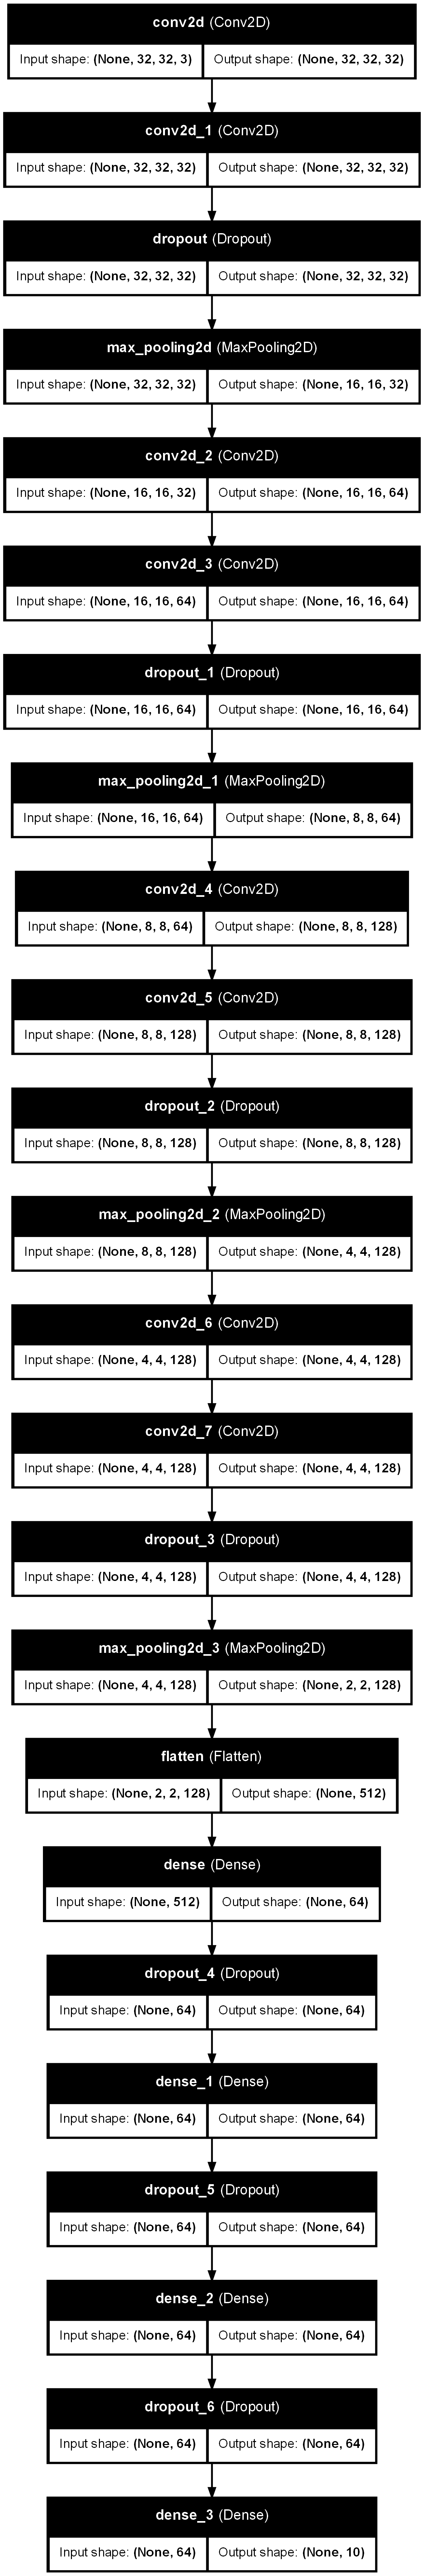 conv2d (Conv2D)
Input shape: (None, 32, 32, 3) Output shape: (None, 32, 32, 32)
conv2d_1 (Conv2D)
Input shape: (None, 32, 32, 32) Output shape: (None, 32, 32, 32)
dropout (Dropout)
Input shape: (None, 32, 32, 32) Output shape: (None, 32, 32, 32)
max_pooling2d (MaxPooling2D)
Input shape: (None, 32, 32, 32) Output shape: (None, 16, 16, 32)
conv2d_2 (Conv2D)
Input shape: (None, 16, 16, 32) Output shape: (None, 16, 16, 64)
conv2d_3 (Conv2D)
Input shape: (None, 16, 16, 64) Output shape: (None, 16, 16, 64)
dropout_1 (Dropout)
Input shape: (None, 16, 16, 64) Output shape: (None, 16, 16, 64)
max_pooling2d_1 (MaxPooling2D)
Input shape: (None, 16, 16, 64) Output shape: (None, 8, 8, 64)
conv2d_4 (Conv2D)
Input shape: (None, 8, 8, 64) Output shape: (None, 8, 8, 128)
conv2d_5 (Conv2D)
Input shape: (None, 8, 8, 128) Output shape: (None, 8, 8, 128)
dropout_2 (Dropout)
Input shape: (None, 8, 8, 128) Output shape: (None, 8, 8, 128)
max_pooling2d_2 (MaxPooling2D)
Input shape: (None, 8, 8, 128) Output shape: (None, 4, 4, 128)
conv2d_6 (Conv2D)
Input shape: (None, 4, 4, 128) Output shape: (None, 4, 4, 128)
conv2d_7 (Conv2D)
Input shape: (None, 4, 4, 128) Output shape: (None, 4, 4, 128)
dropout_3 (Dropout)
Input shape: (None, 4, 4, 128) Output shape: (None, 4, 4, 128)
max_pooling2d_3 (MaxPooling2D)
Input shape: (None, 4, 4, 128) Output shape: (None, 2, 2, 128)
flatten (Flatten)
Input shape: (None, 2, 2, 128) Output shape: (None, 512)
dense (Dense)
Input shape: (None, 512) Output shape: (None, 64)
dropout_4 (Dropout)
Input shape: (None, 64) Output shape: (None, 64)
dense_1 (Dense)
Input shape: (None, 64) Output shape: (None, 64)
dropout_5 (Dropout)
Input shape: (None, 64) Output shape: (None, 64)
dense_2 (Dense)
Input shape: (None, 64) Output shape: (None, 64)
dropout_6 (Dropout)
Input shape: (None, 64) Output shape: (None, 64)
dense_3 (Dense)
Input shape: (None, 64) Output shape: (None, 10)